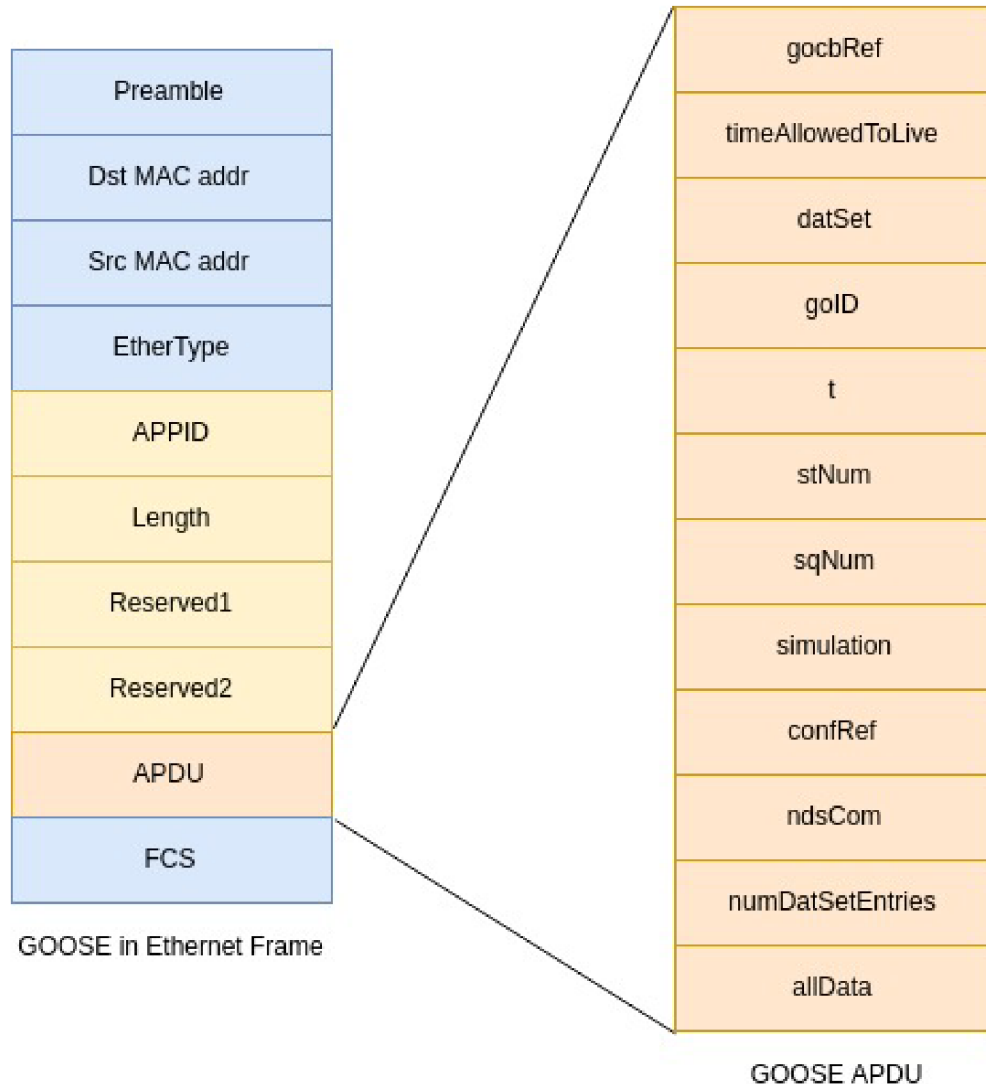 Preamble
Dst MAC addr
Src MAC addr
EtherType
APPID
Length
Reserved1
Reserved2
APDU
FCS
GOOSE in Ethernet Frame
gocbRef
timeAllowedToLive
datSet
goID
t
stNum
sqNum
simulation
confRef
ndsCom
numDatSetEntries
allData
GOOSE APDU